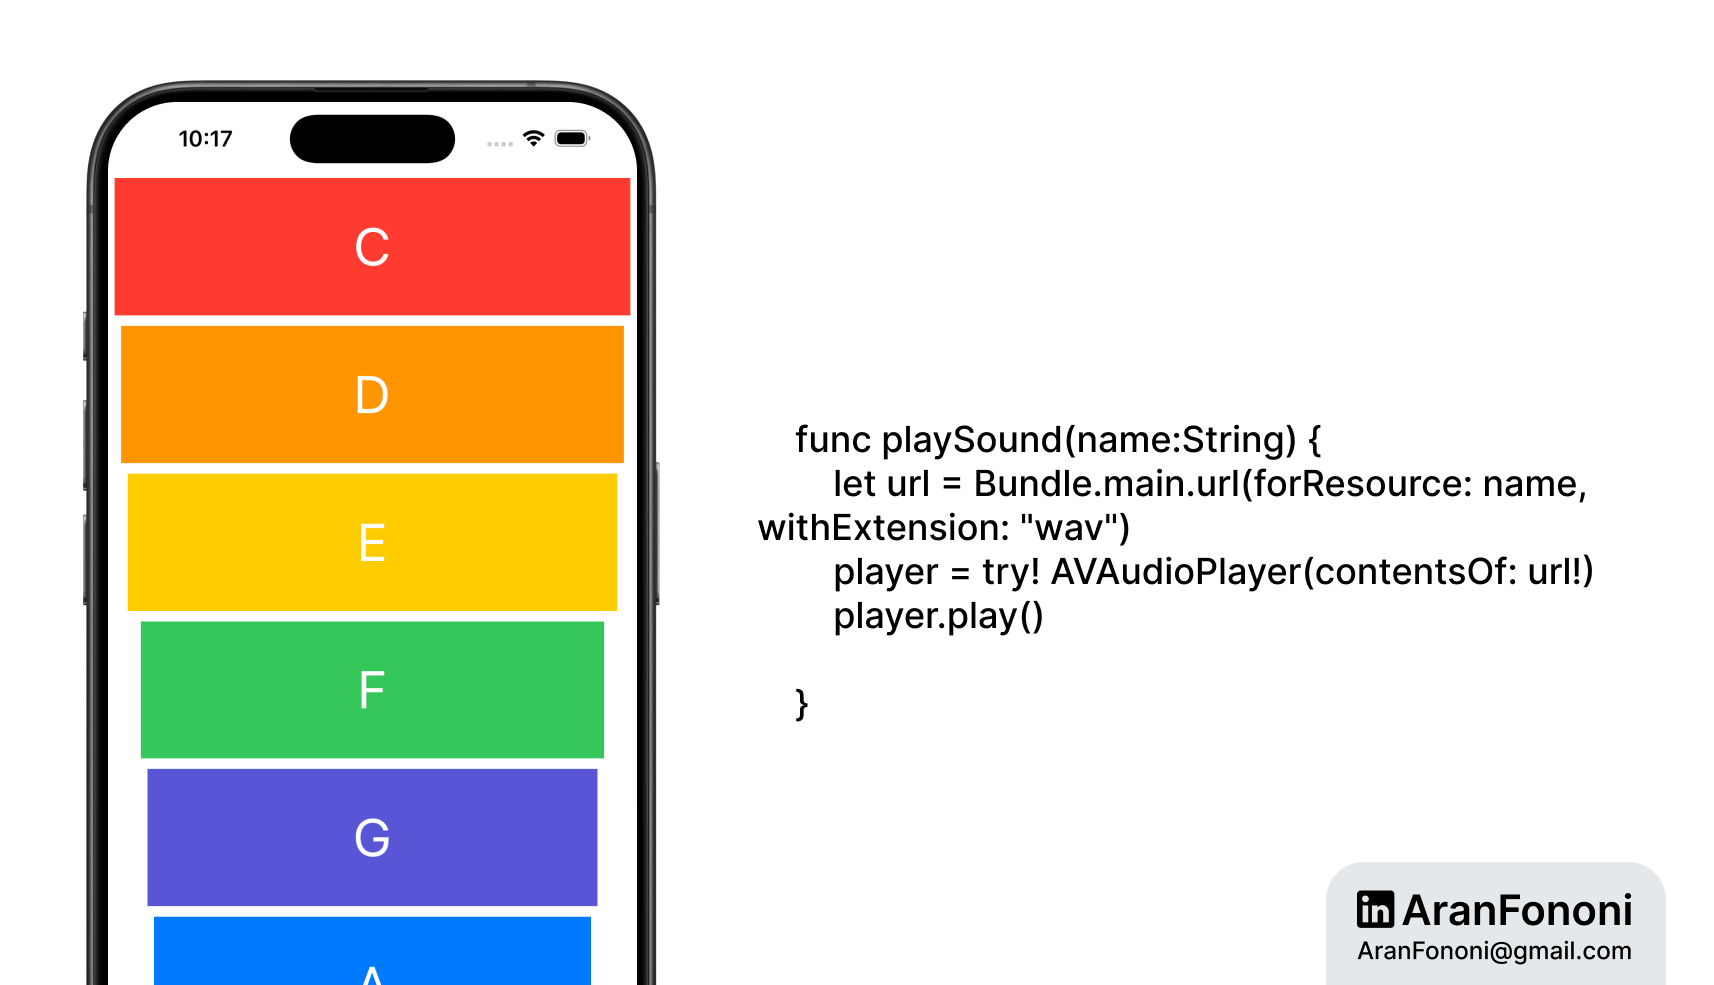 10:17
C
D
E
F
G
A
func playSound(name:String) {
let url = Bundle.main.url(forResource: name,
withExtension: "wav")
player = try! AVAudioPlayer(contentsOf: url!)
player.play()
}
in AranFononi
AranFononi@gmail.com